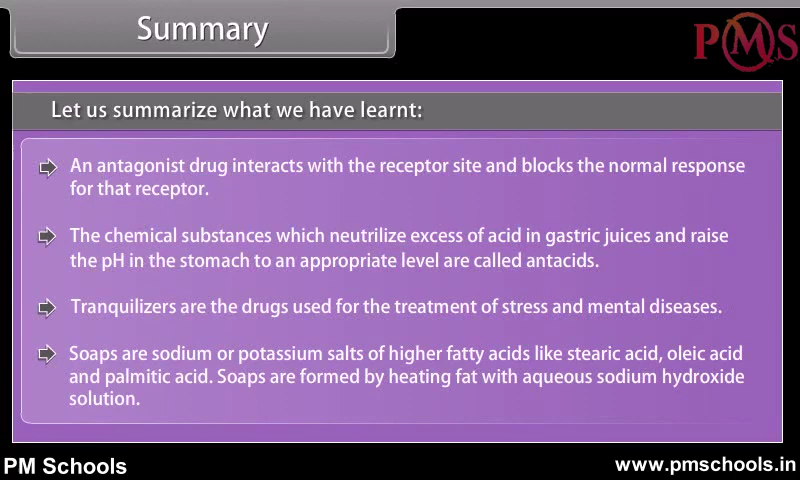 Summary
PMS
Let us summarize what we have learnt:
An antagonist drug interacts with the receptor site and blocks the normal response
for that receptor.
The chemical substances which neutrilize excess of acid in gastric juices and raise
the pH in the stomach to an appropriate level are called antacids.
Tranquilizers are the drugs used for the treatment of stress and mental diseases.
Soaps are sodium or potassium salts of higher fatty acids like stearic acid, oleic acid
and palmitic acid. Soaps are formed by heating fat with aqueous sodium hydroxide
solution.
PM Schools
www.pmschools.in